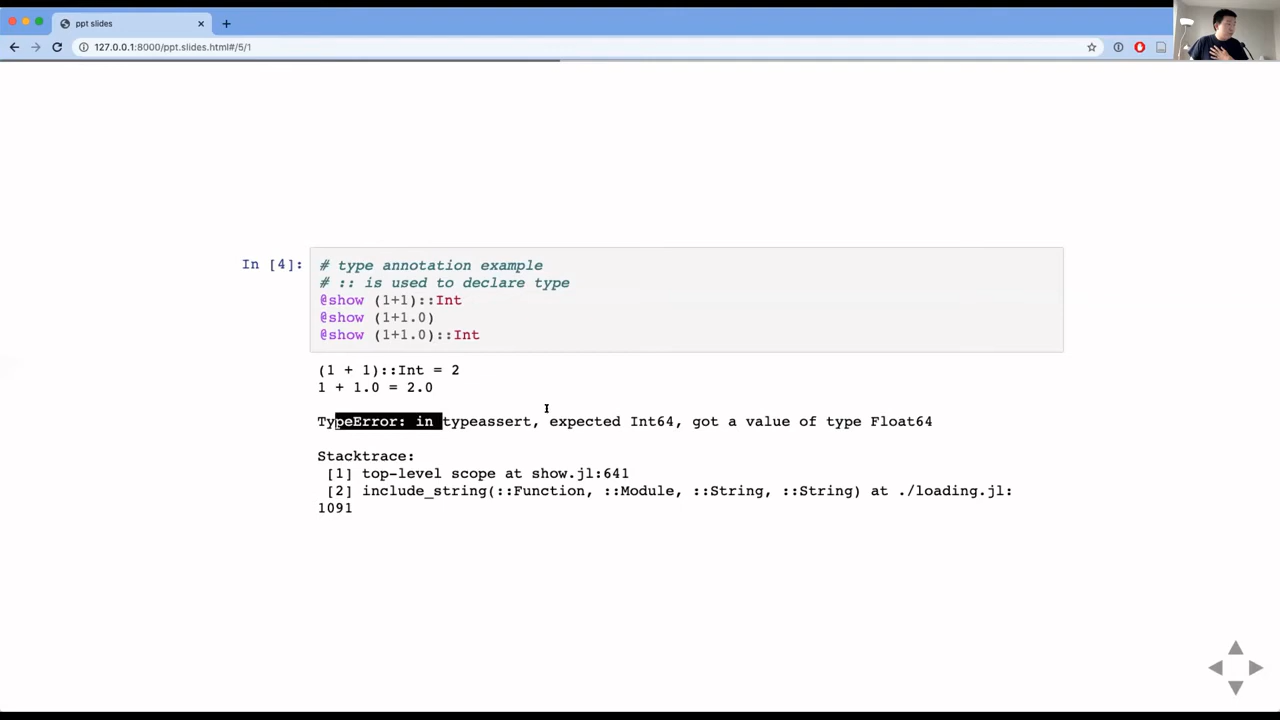 ppt slides
127.0.0.1:8000/ppt.slides.html#/5/1
In [4]:
# type annotation example
# :: is used to declare type
@show (1+1)::Int
@show (1+1.0)
@show (1+1.0)::Int
(1 + 1)::Int = 2
1 + 1.0 = 2.0
TypeError: in typeassert, expected Int64, got a value of type Float64
Stacktrace:
[1] top-level scope at show.jl:641
[2] include_string(::Function, ::Module, ::String, ::String) at ./loading.jl:
1091